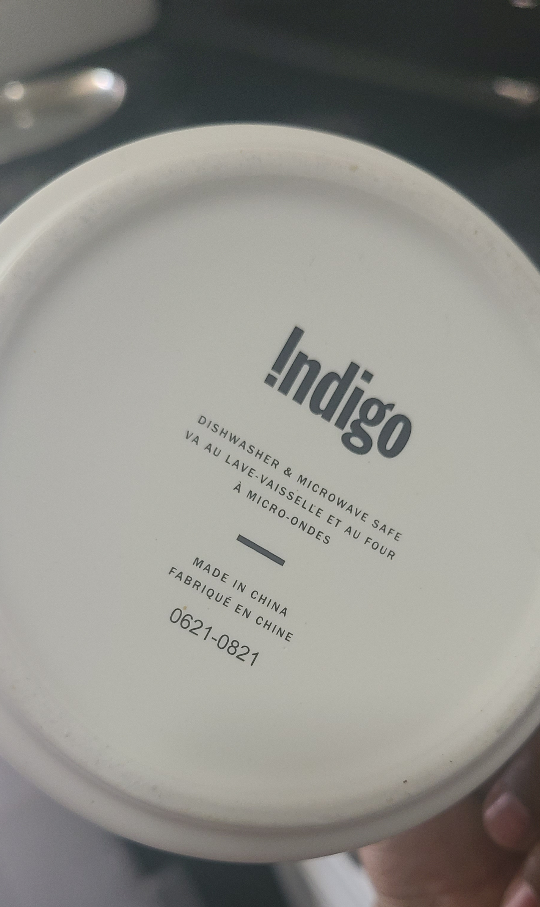 Indigo
DISHWASHER & MICROWAVE SAFE
VA AU LAVE-VAISSELLE ET AU FOUR
À MICRO-ONDES
MADE IN CHINA
FABRIQUÉ EN CHINE
0621-0821